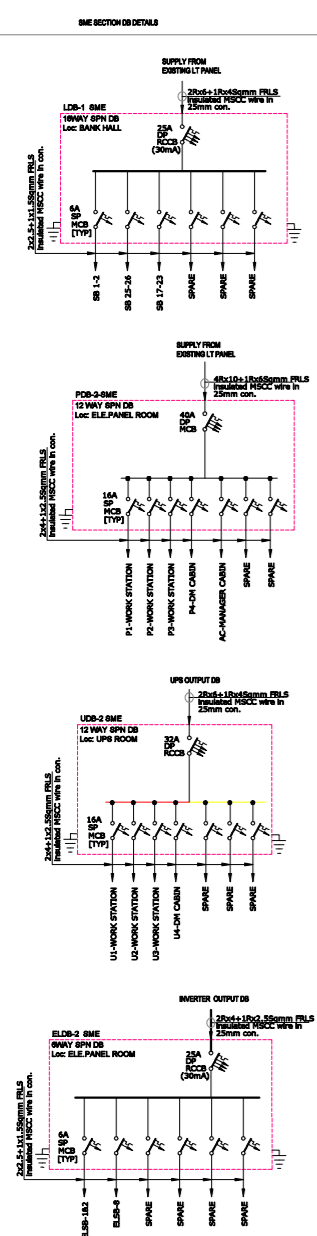 SME SECTION DB DETAILS
SUPPLY FROM
EXISTING LT PANEL
2Rx6+1Rx4Sqmm FRLS
insulated MSCC wire in
25mm con.
LDB-1 SME
16WAY SPN DB
Loc: BANK HALL
25A
DP
RCCB
(30mA)
2x2.5+1x1.5Sqmm FRLS
insulated MSCC wire in con.
6A
SP
MCB
[TYP]
SB 1-2
SB 25-26
SB 17-23
SPARE
SPARE
SPARE
SUPPLY FROM
EXISTING LT PANEL
4Rx10+1Rx6Sqmm FRLS
insulated MSCC wire in
25mm con.
PDB-2-SME
12 WAY SPN DB
Loc: ELE.PANEL ROOM
40A
DP
MCB
2x4+1x2.5Sqmm FRLS
insulated MSCC wire in con.
16A
SP
MCB
[TYP]
P1-WORK STATION
P2-WORK STATION
P3-WORK STATION
P4-DM CABIN
AC-MANAGER CABIN
SPARE
SPARE
UPS OUTPUT DB
2Rx6+1Rx4Sqmm FRLS
insulated MSCC wire in
25mm con.
UDB-2 SME
12 WAY SPN DB
Loc: UPS ROOM
32A
DP
RCCB
2x4+1x2.5Sqmm FRLS
insulated MSCC wire in con.
16A
SP
MCB
[TYP]
U1-WORK STATION
U2-WORK STATION
U3-WORK STATION
U4-DM CABIN
SPARE
SPARE
SPARE
INVERTER OUTPUT DB
2Rx4+1Rx2.5Sqmm FRLS
insulated MSCC wire in
25mm con.
ELDB-2 SME
6WAY SPN DB
Loc: ELE.PANEL ROOM
25A
DP
RCCB
(30mA)
2x2.5+1x1.5Sqmm FRLS
insulated MSCC wire in con.
6A
SP
MCB
[TYP]
ELSB-1&2
ELSB-8
SPARE
SPARE
SPARE
SPARE